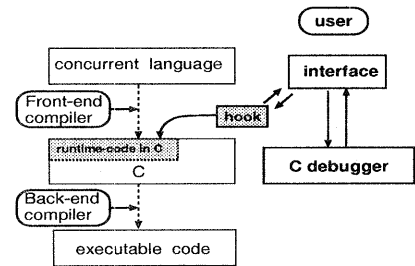 user
concurrent language
interface
Front-end
compiler
hook
runtime-code in C
C
C debugger
Back-end
compiler
executable code